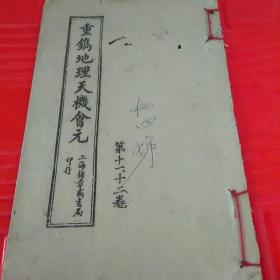 重鐫地理天機會元
上海錦章圖書局
印行
第十一十二卷